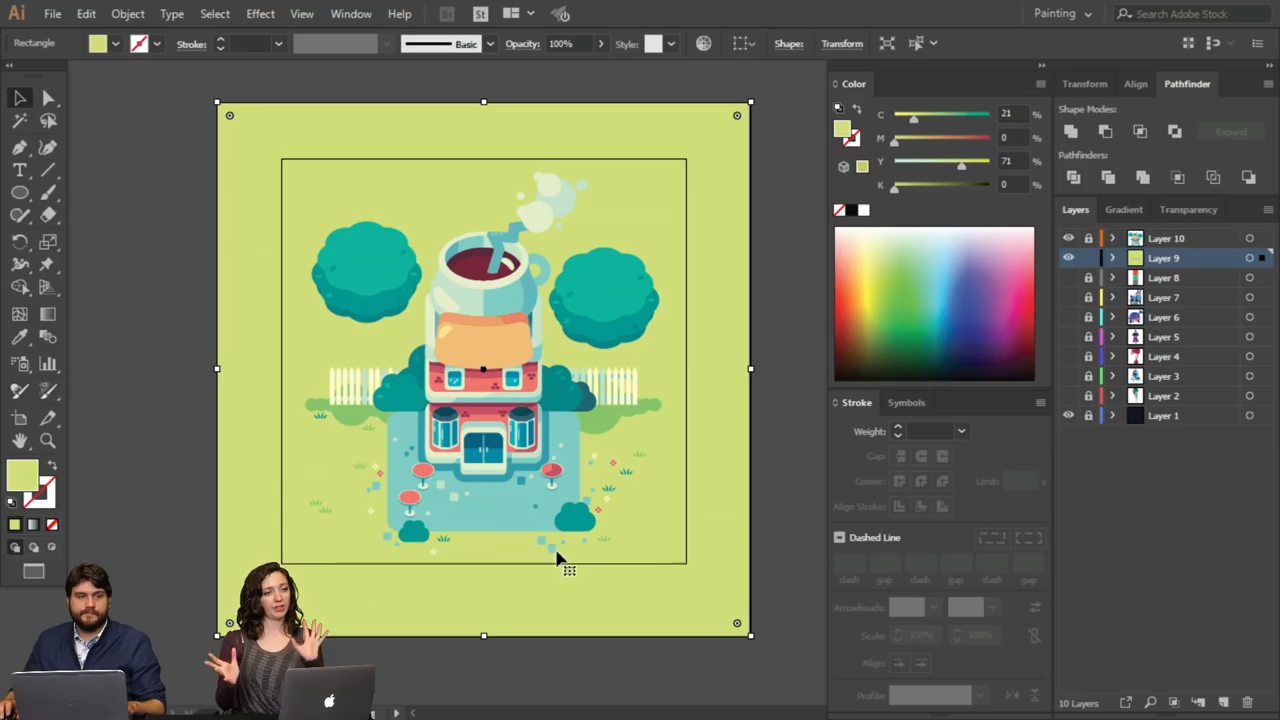 Ai File Edit Object Type Select Effect View Window Help Br St Painting Search Adobe Stock
Rectangle Stroke: Basic Opacity: 100% Style: Shape: Transform
Color
C 21 %
M 0 %
Y 71 %
K 0 %
Stroke Symbols
Weight:
Cap:
Corner: Limit:
Align Stroke:
Dashed Line
dash gap dash gap dash gap
Arrowheads:
Scale: 100% 100%
Align:
Profile:
Transform Align Pathfinder
Shape Modes:
Expand
Pathfinders:
Layers Gradient Transparency
Layer 10
Layer 9
Layer 8
Layer 7
Layer 6
Layer 5
Layer 4
Layer 3
Layer 2
Layer 1
10 Layers